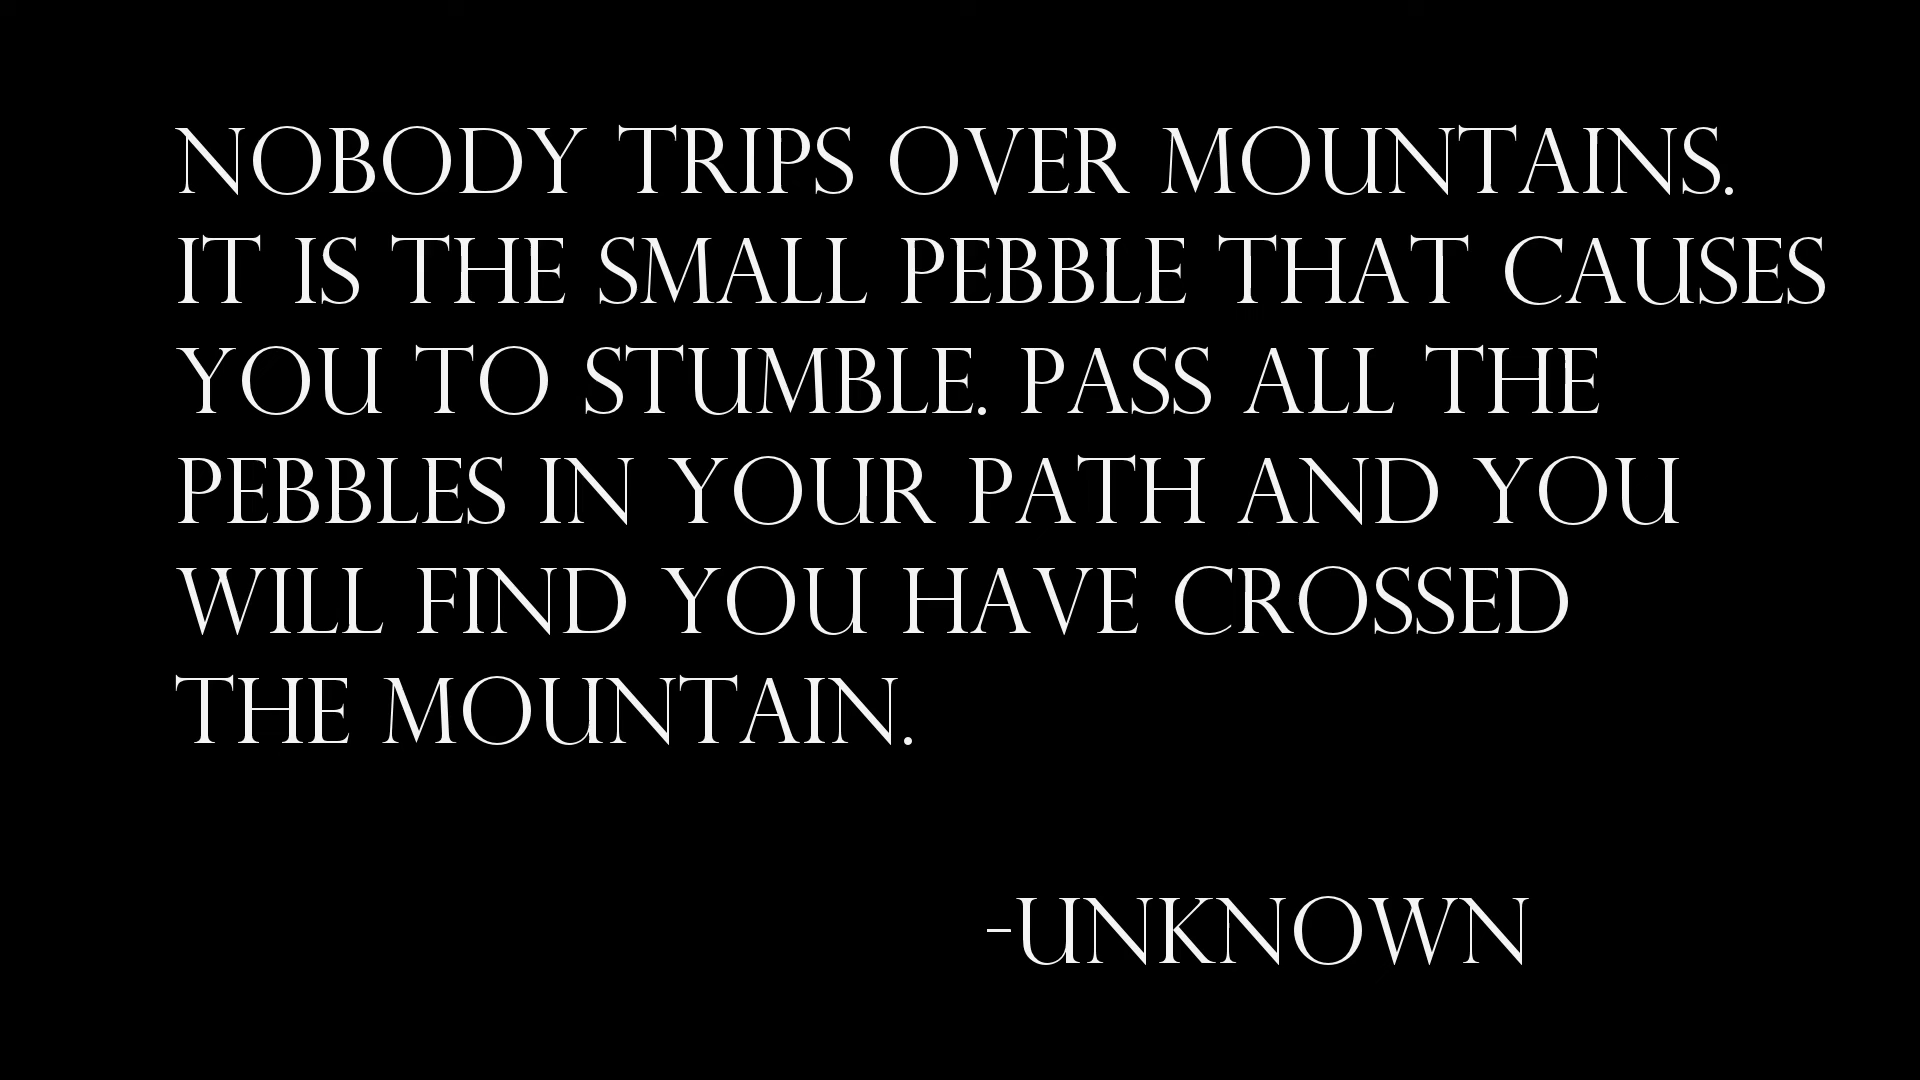 NOBODY TRIPS OVER MOUNTAINS.
IT IS THE SMALL PEBBLE THAT CAUSES
YOU TO STUMBLE. PASS ALL THE
PEBBLES IN YOUR PATH AND YOU
WILL FIND YOU HAVE CROSSED
THE MOUNTAIN.
-UNKNOWN